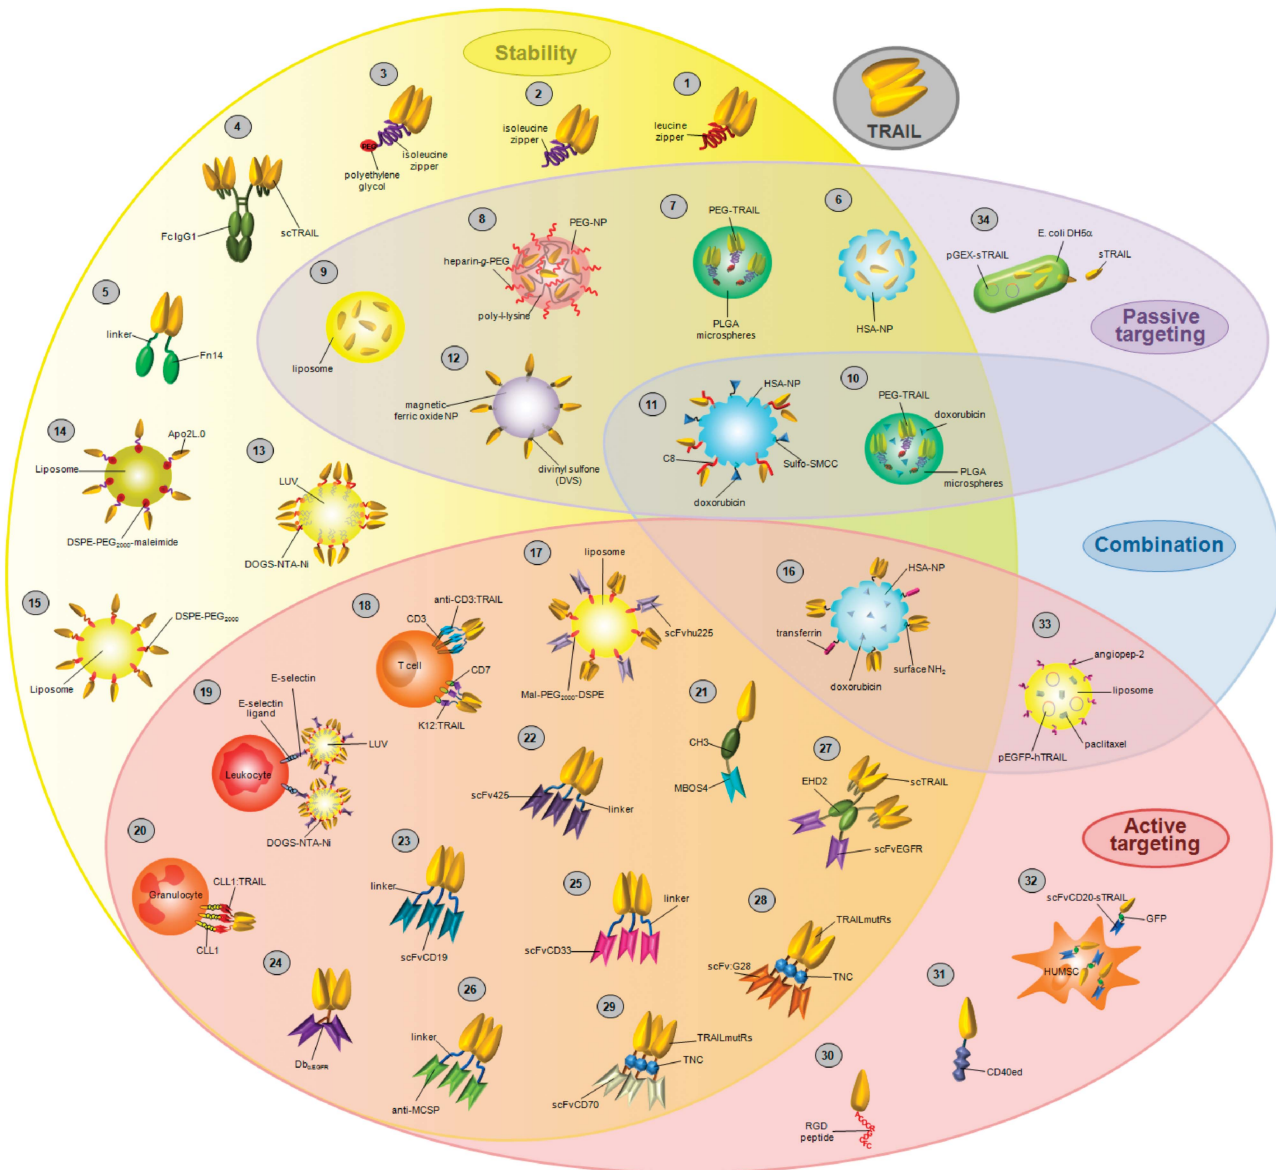 Stability
TRAIL
1
leucine
zipper
2
isoleucine
zipper
3
PEG
isoleucine
zipper
polyethylene
glycol
4
Fc IgG1
scTRAIL
5
linker
Fn14
6
HSA-NP
7
PEG-TRAIL
PLGA
microspheres
8
PEG-NP
heparin-g-PEG
poly-l-lysine
9
liposome
34
E. coli DH5α
pGEX-sTRAIL
sTRAIL
Passive
targeting
12
magnetic
ferric oxide NP
divinyl sulfone
(DVS)
11
HSA-NP
C8
Sulfo-SMCC
doxorubicin
10
PEG-TRAIL
doxorubicin
PLGA
microspheres
14
Apo2L.0
Liposome
DSPE-PEG2000-maleimide
13
LUV
DOGS-NTA-Ni
Combination
15
DSPE-PEG2000
Liposome
18
anti-CD3:TRAIL
CD3
T cell
CD7
K12:TRAIL
17
liposome
scFvhu225
Mal-PEG2000-DSPE
16
HSA-NP
transferrin
surface NH2
doxorubicin
33
angiopep-2
liposome
paclitaxel
pEGFP-hTRAIL
19
E-selectin
E-selectin
ligand
LUV
Leukocyte
DOGS-NTA-Ni
21
CH3
MBOS4
22
scFv425
linker
27
scTRAIL
EHD2
scFvEGFR
Active
targeting
20
CLL1:TRAIL
Granulocyte
CLL1
23
linker
scFvCD19
25
linker
scFvCD33
28
TRAILmutRs
scFv:G28
TNC
32
scFvCD20-sTRAIL
GFP
HUMSC
24
DbαEGFR
26
linker
anti-MCSP
29
TRAILmutRs
TNC
scFvCD70
31
CD40ed
30
RGD
peptide